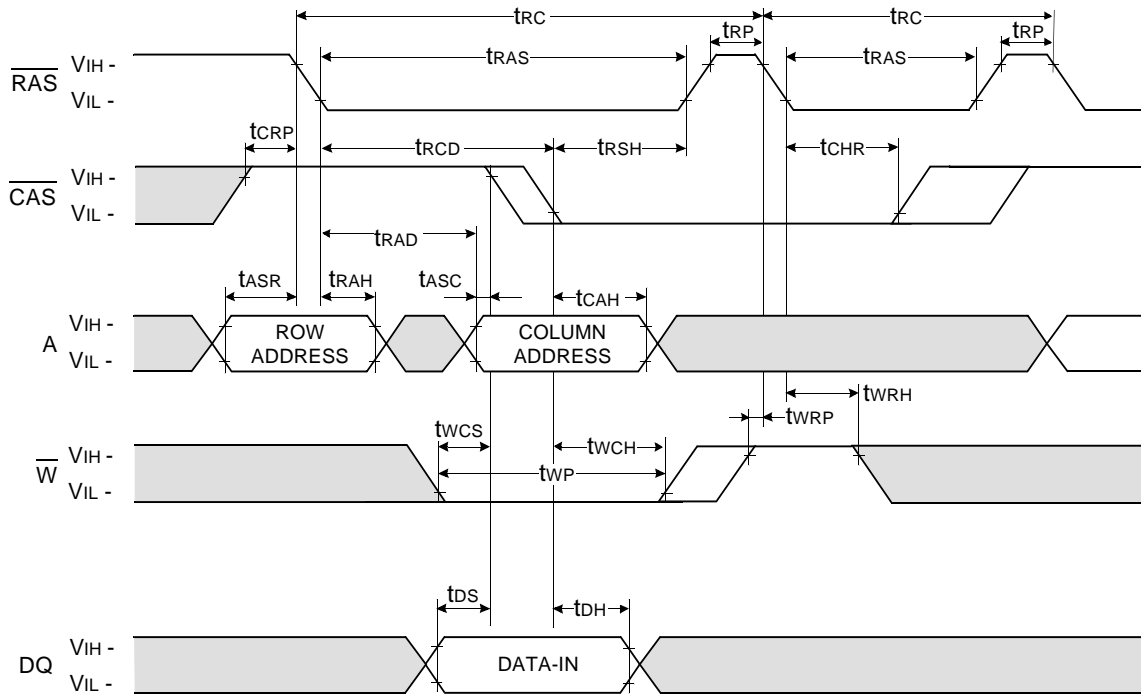 tRC tRC
tRP tRP
tRAS tRAS
RAS VIH -
VIL -
tCRP tRCD tRSH tCHR
CAS VIH -
VIL -
tRAD
tASR tRAH tASC tCAH
A VIH -
VIL -
ROW ADDRESS
COLUMN ADDRESS
tWRH
tWRP
tWCS tWCH
tWP
W VIH -
VIL -
tDS tDH
DQ VIH -
VIL -
DATA-IN